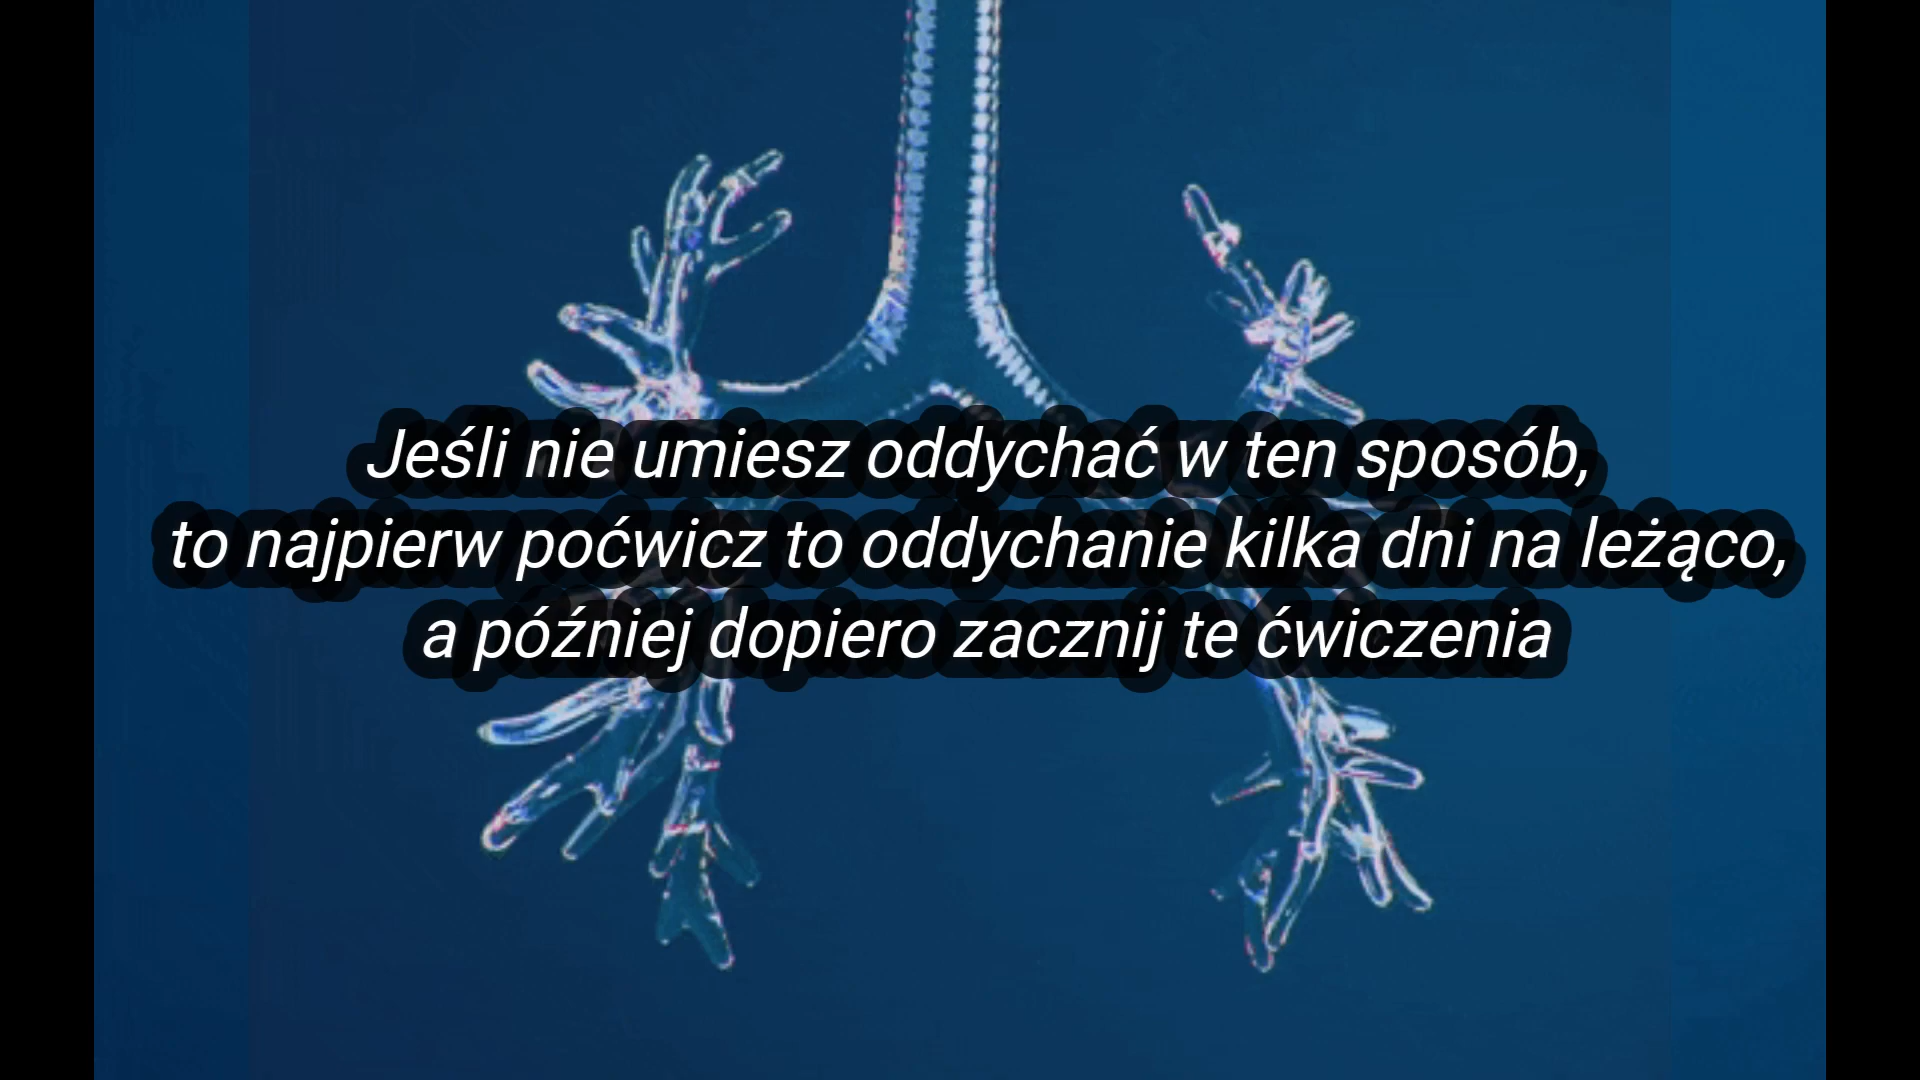 Jeśli nie umiesz oddychać w ten sposób,
to najpierw poćwicz to oddychanie kilka dni na leżąco,
a później dopiero zacznij te ćwiczenia